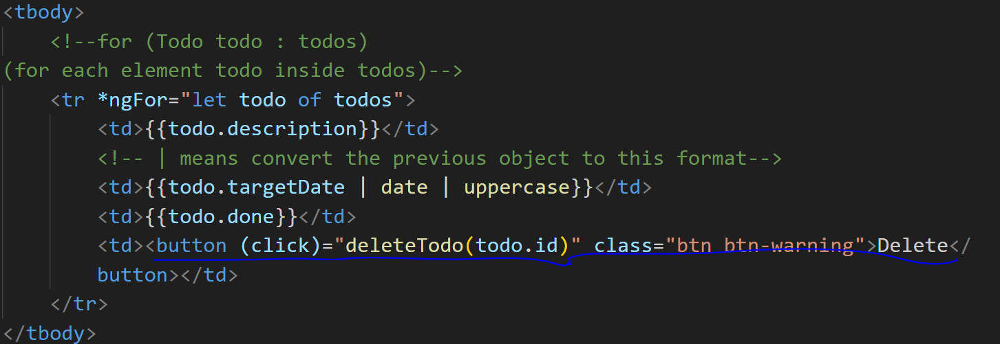 <tbody>
<!--for (Todo todo : todos)
(for each element todo inside todos)-->
<tr *ngFor="let todo of todos">
<td>{{todo.description}}</td>
<!-- | means convert the previous object to this format-->
<td>{{todo.targetDate | date | uppercase}}</td>
<td>{{todo.done}}</td>
<td><button (click)="deleteTodo(todo.id)" class="btn btn-warning">Delete</
button></td>
</tr>
</tbody>